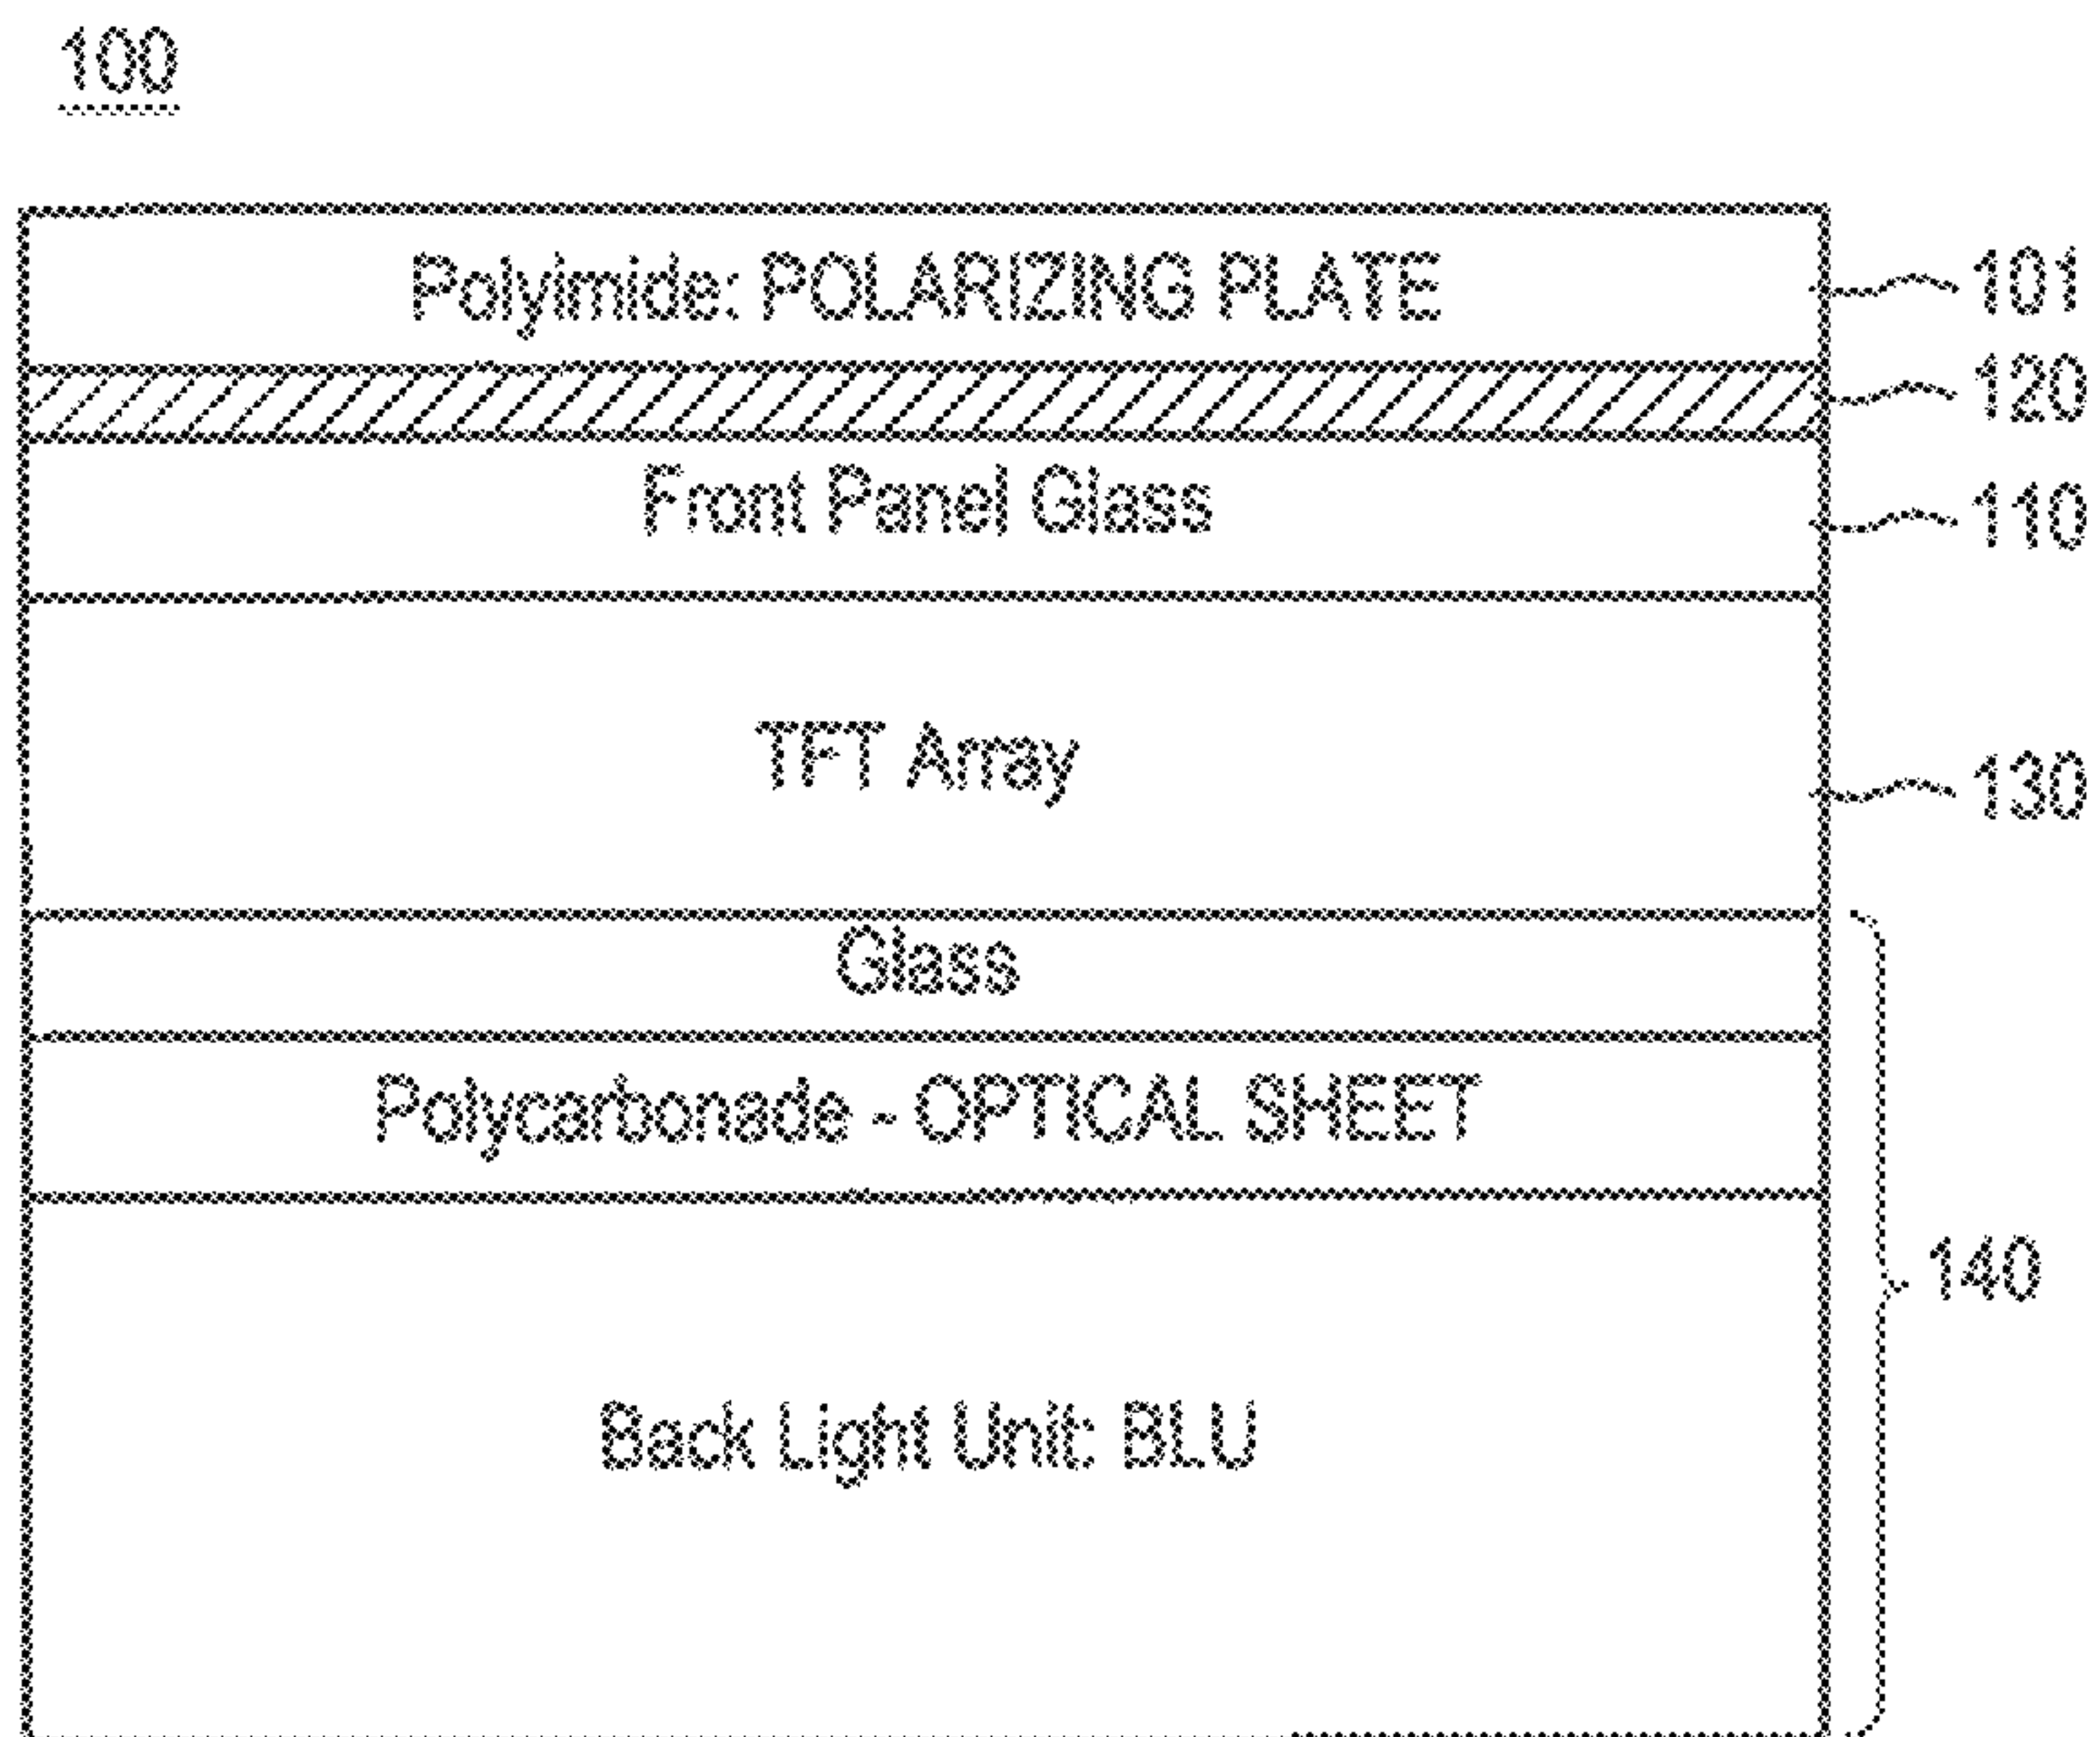 100
Polyimide: POLARIZING PLATE
101
120
Front Panel Glass
110
TFT Array
130
Glass
Polycarbonade - OPTICAL SHEET
140
Back Light Unit: BLU